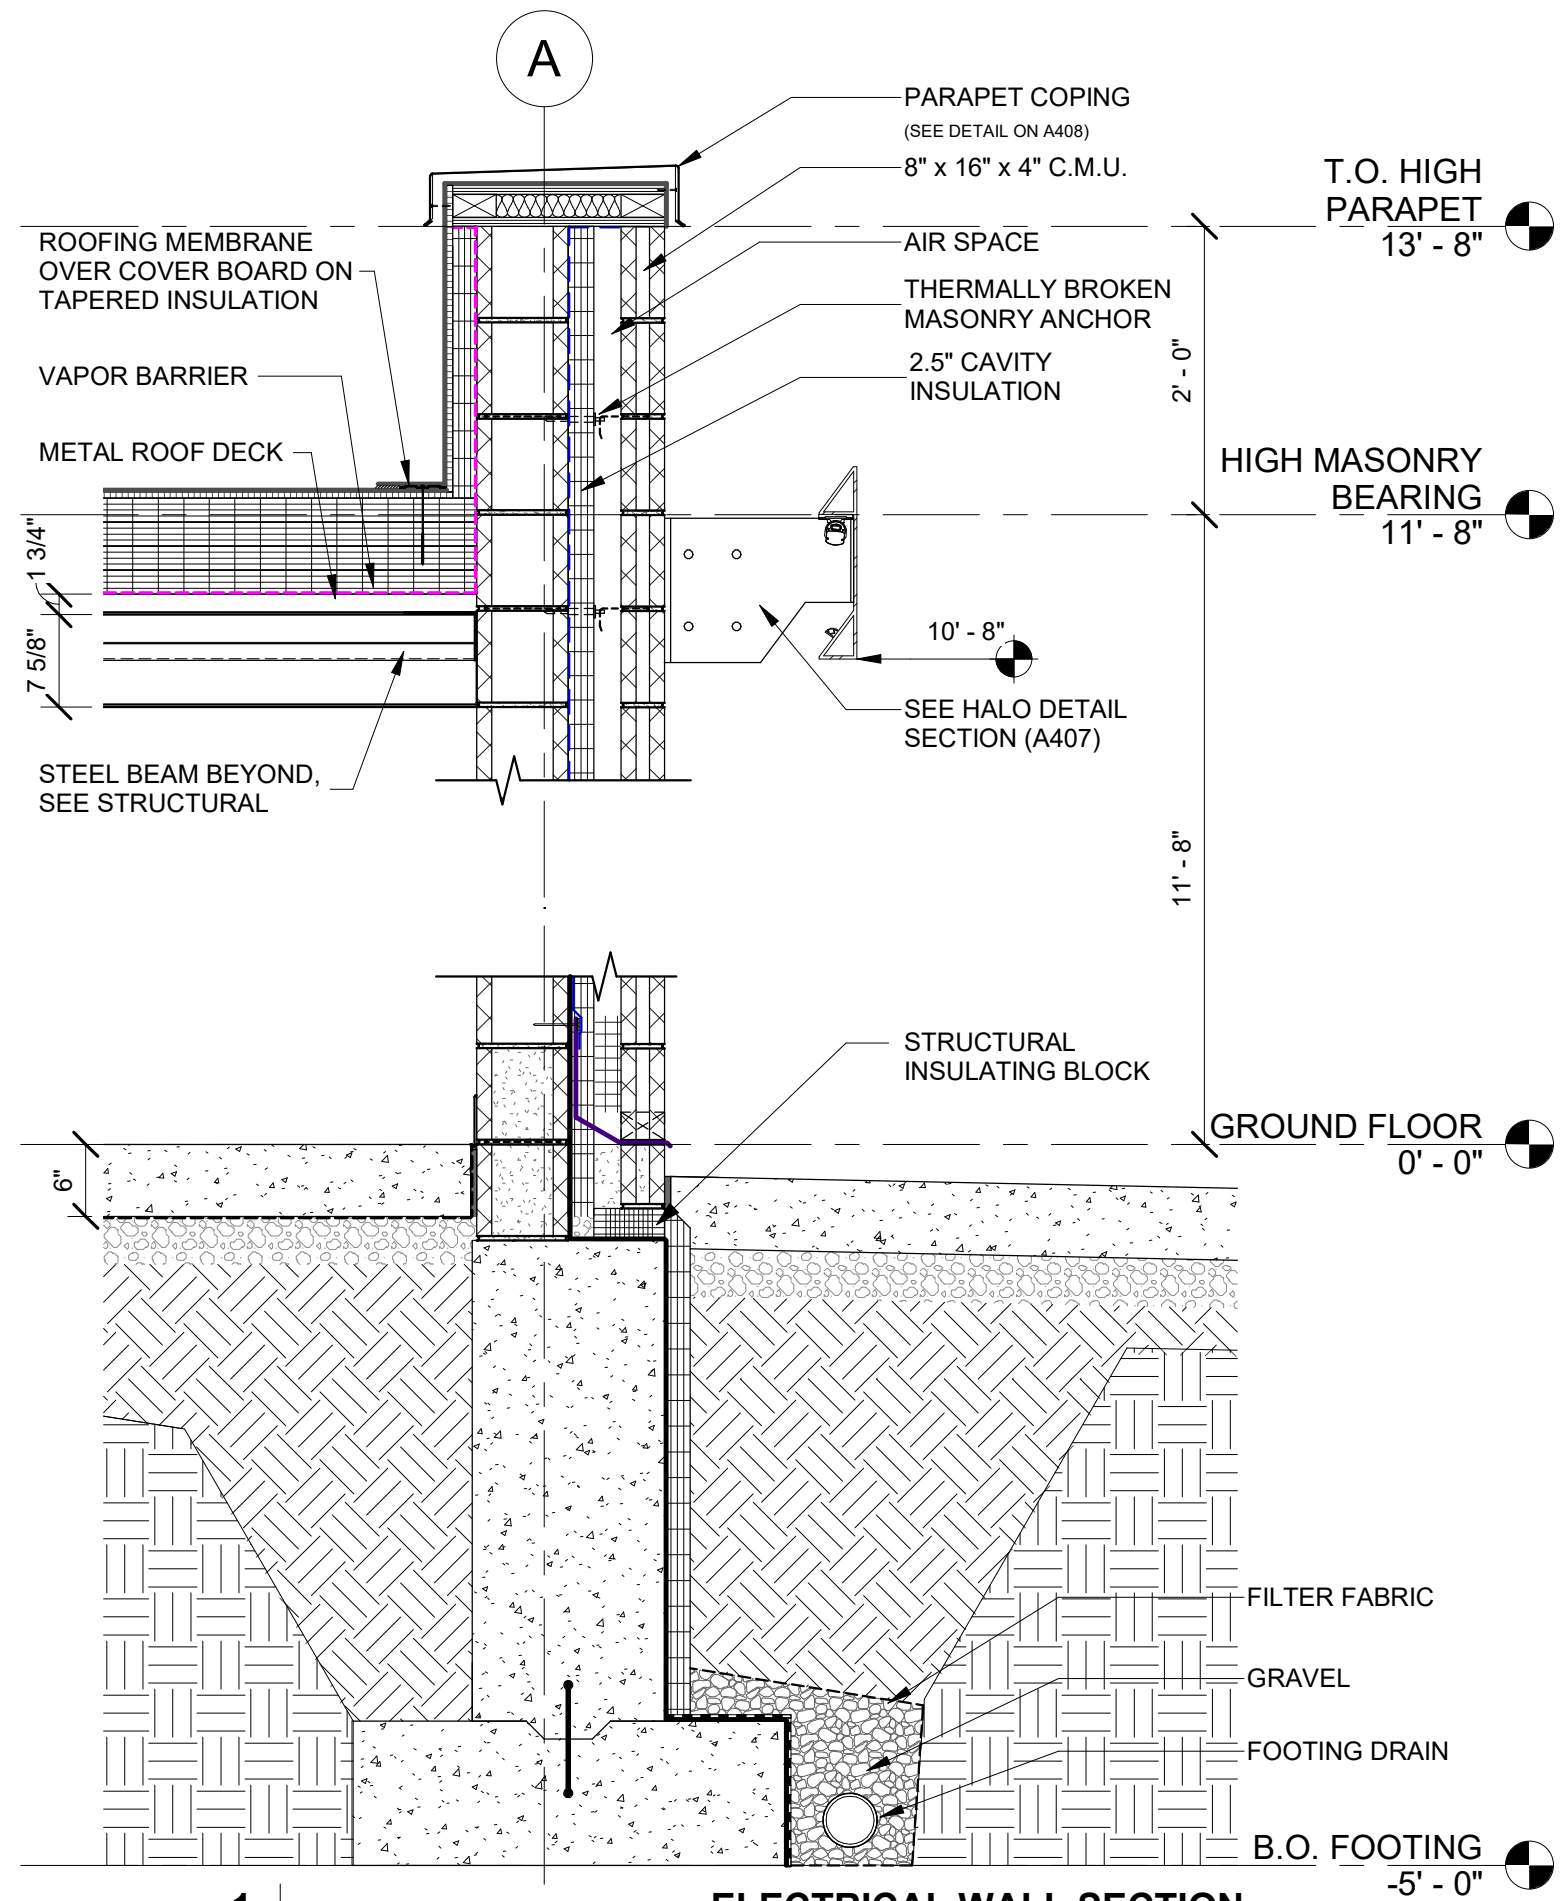 A
PARAPET COPING
(SEE DETAIL ON A408)
8" x 16" x 4" C.M.U.
T.O. HIGH
PARAPET
13' - 8"
ROOFING MEMBRANE
OVER COVER BOARD ON
TAPERED INSULATION
AIR SPACE
THERMALLY BROKEN
MASONRY ANCHOR
2' - 0"
VAPOR BARRIER
2.5" CAVITY
INSULATION
METAL ROOF DECK
HIGH MASONRY
BEARING
11' - 8"
1 3/4"
7 5/8"
10' - 8"
SEE HALO DETAIL
SECTION (A407)
STEEL BEAM BEYOND,
SEE STRUCTURAL
11' - 8"
STRUCTURAL
INSULATING BLOCK
GROUND FLOOR
0' - 0"
6"
FILTER FABRIC
GRAVEL
FOOTING DRAIN
B.O. FOOTING
-5' - 0"
1
ELECTRICAL WALL SECTION